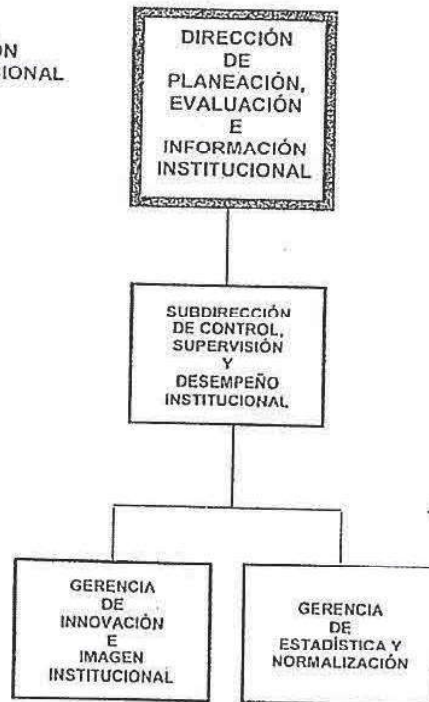 DIRECCIÓN
DE
PLANEACIÓN,
EVALUACIÓN
E
INFORMACIÓN
INSTITUCIONAL
SUBDIRECCIÓN
DE CONTROL,
SUPERVISIÓN
Y
DESEMPEÑO
INSTITUCIONAL
GERENCIA
DE
INNOVACIÓN
E
IMAGEN
INSTITUCIONAL
GERENCIA
DE
ESTADÍSTICA Y
NORMALIZACIÓN